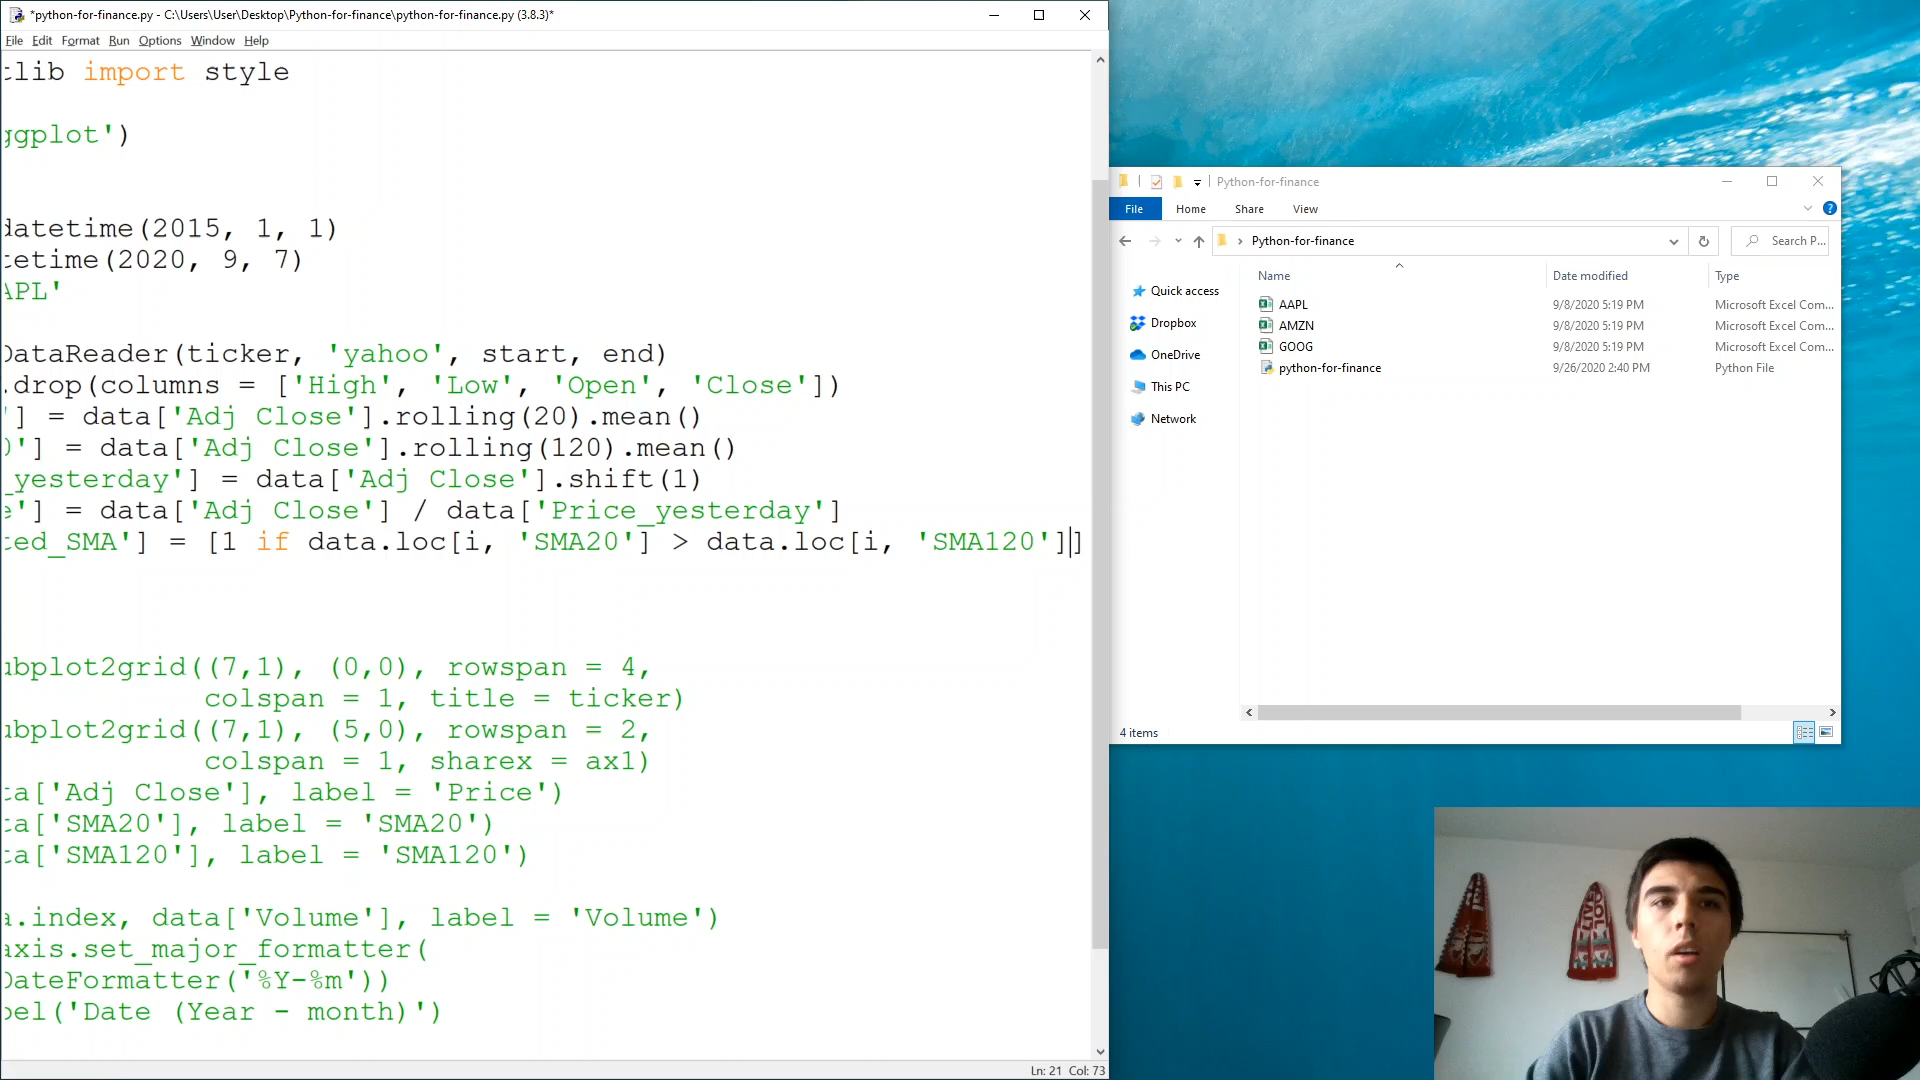 *python-for-finance.py - C:\Users\User\Desktop\Python-for-finance\python-for-finance.py (3.8.3)*
File Edit Format Run Options Window Help
tlib import style
ggplot')
datetime(2015, 1, 1)
tetime(2020, 9, 7)
APL'
DataReader(ticker, 'yahoo', start, end)
.drop(columns = ['High', 'Low', 'Open', 'Close'])
'] = data['Adj Close'].rolling(20).mean()
0'] = data['Adj Close'].rolling(120).mean()
_yesterday'] = data['Adj Close'].shift(1)
e'] = data['Adj Close'] / data['Price_yesterday']
ted_SMA'] = [1 if data.loc[i, 'SMA20'] > data.loc[i, 'SMA120']]
ubplot2grid((7,1), (0,0), rowspan = 4,
colspan = 1, title = ticker)
ubplot2grid((7,1), (5,0), rowspan = 2,
colspan = 1, sharex = ax1)
ta['Adj Close'], label = 'Price')
ta['SMA20'], label = 'SMA20')
ta['SMA120'], label = 'SMA120')
a.index, data['Volume'], label = 'Volume')
axis.set_major_formatter(
DateFormatter('%Y-%m'))
bel('Date (Year - month)')
Ln: 21 Col: 73
Python-for-finance
File Home Share View
Python-for-finance
Search P...
Name Date modified Type
Quick access
Dropbox
OneDrive
This PC
Network
AAPL 9/8/2020 5:19 PM Microsoft Excel Com...
AMZN 9/8/2020 5:19 PM Microsoft Excel Com...
GOOG 9/8/2020 5:19 PM Microsoft Excel Com...
python-for-finance 9/26/2020 2:40 PM Python File
4 items